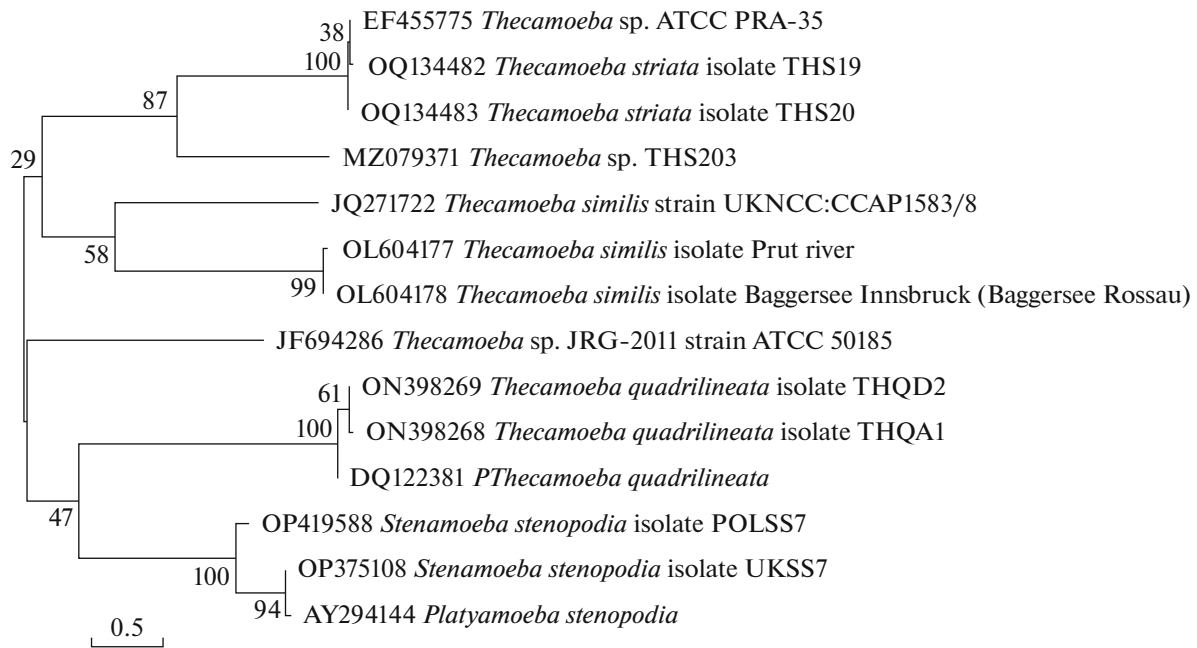 EF455775 Thecamoeba sp. ATCC PRA-35
38
100
OQ134482 Thecamoeba striata isolate THS19
87
OQ134483 Thecamoeba striata isolate THS20
29
MZ079371 Thecamoeba sp. THS203
JQ271722 Thecamoeba similis strain UKNCC:CCAP1583/8
58
OL604177 Thecamoeba similis isolate Prut river
99
OL604178 Thecamoeba similis isolate Baggersee Innsbruck (Baggersee Rossau)
JF694286 Thecamoeba sp. JRG-2011 strain ATCC 50185
61
ON398269 Thecamoeba quadrilineata isolate THQD2
100
ON398268 Thecamoeba quadrilineata isolate THQA1
DQ122381 PThecamoeba quadrilineata
47
OP419588 Stenamoeba stenopodia isolate POLSS7
100
OP375108 Stenamoeba stenopodia isolate UKSS7
94
AY294144 Platyamoeba stenopodia
0.5